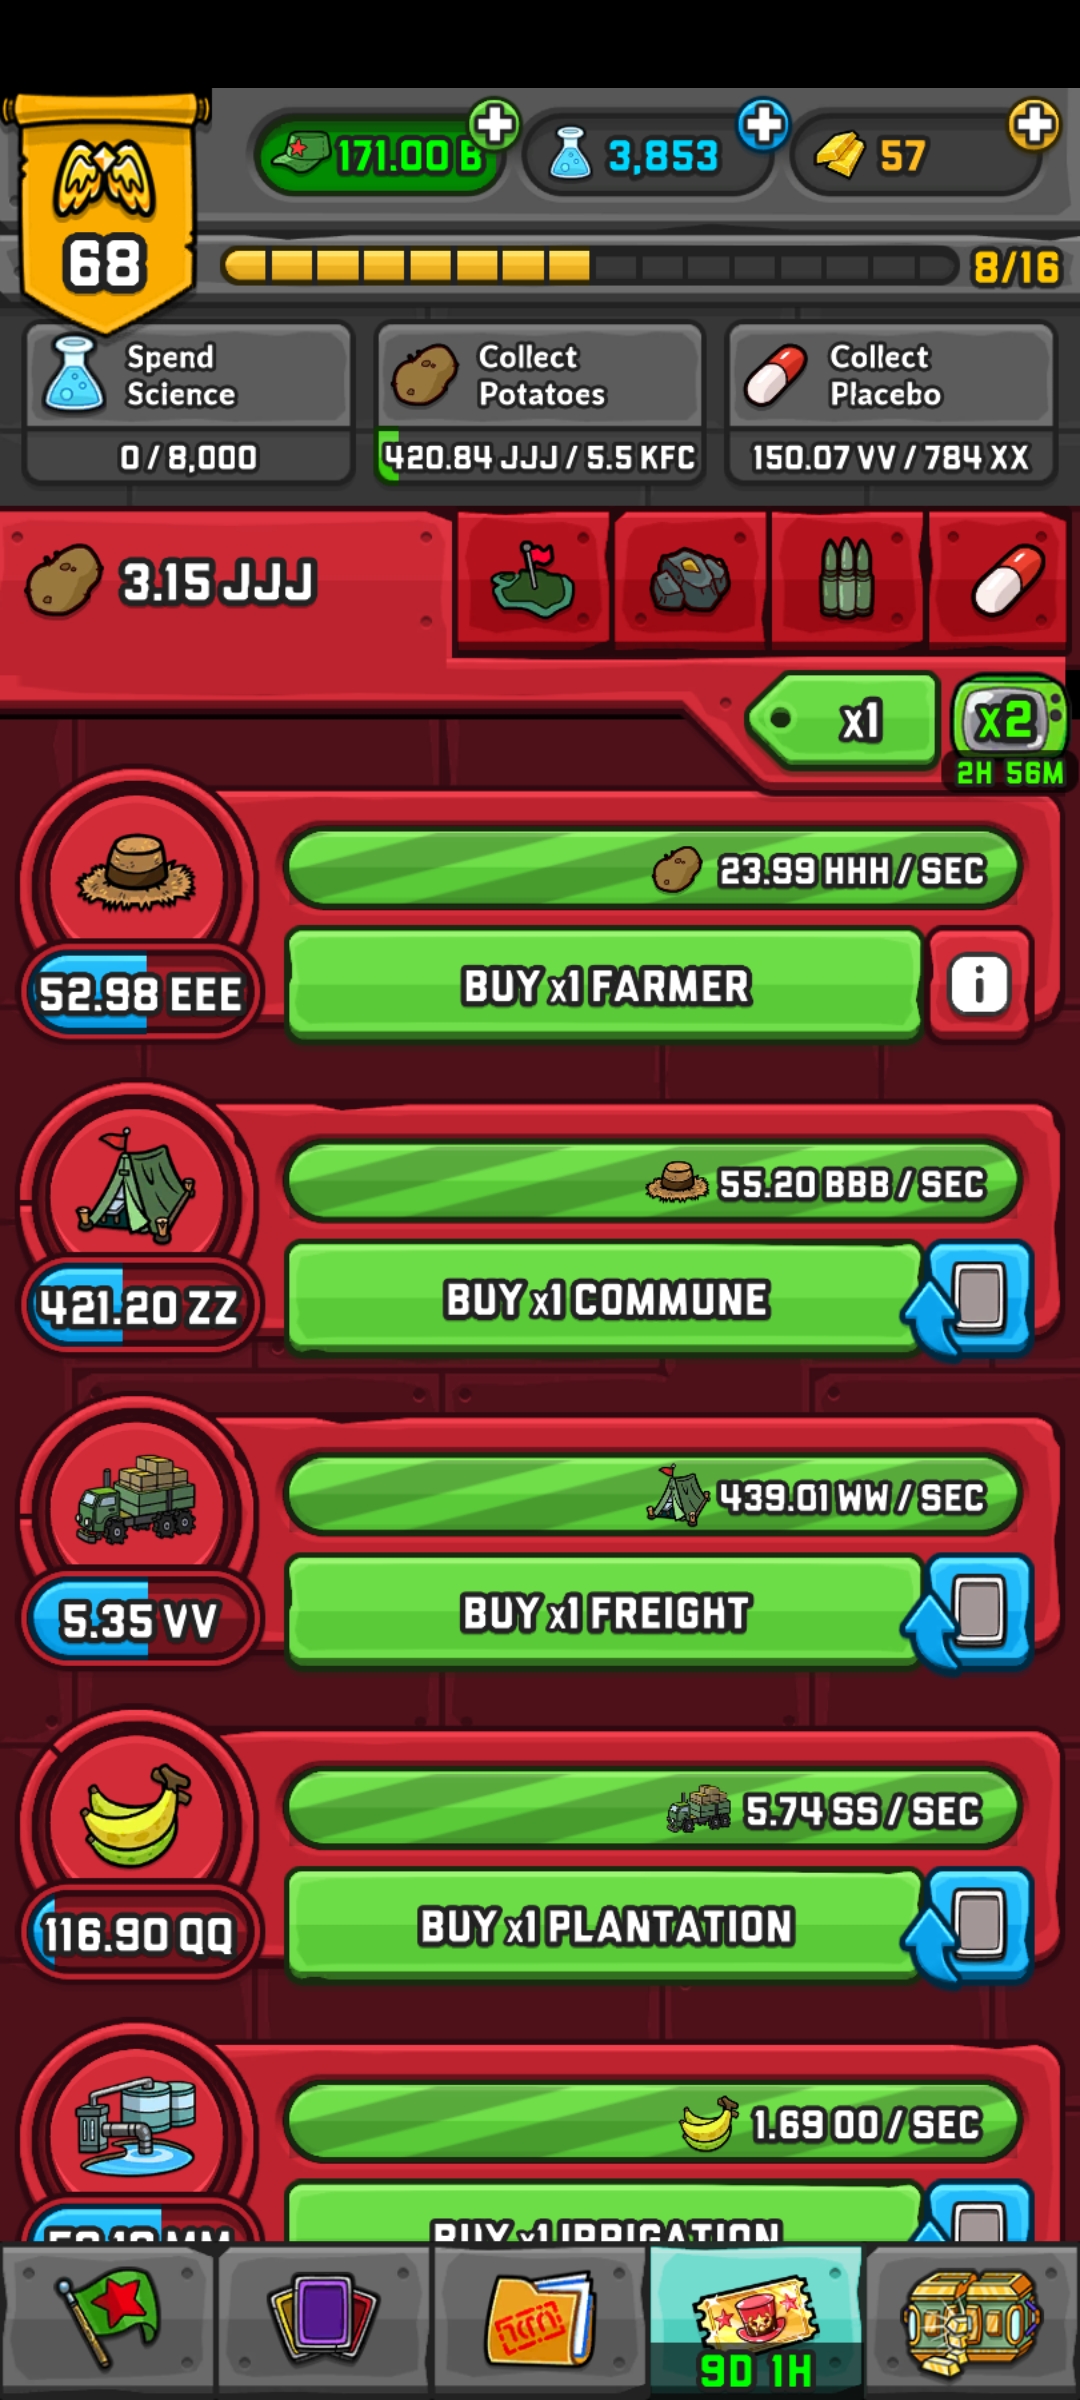 171.00 B
3,853
57
68
8/16
Spend
Science
0 / 8,000
Collect
Potatoes
420.84 JJJ / 5.5 KFC
Collect
Placebo
150.07 VV / 784 XX
3.15 JJJ
x1
x2
2H 56M
23.99 HHH / SEC
52.98 EEE
BUY x1 FARMER
i
55.20 BBB / SEC
421.20 ZZ
BUY x1 COMMUNE
439.01 WW / SEC
5.35 VV
BUY x1 FREIGHT
5.74 SS / SEC
116.90 QQ
BUY x1 PLANTATION
1.69 OO / SEC
BUY x1 IRRIGATION
9D 1H